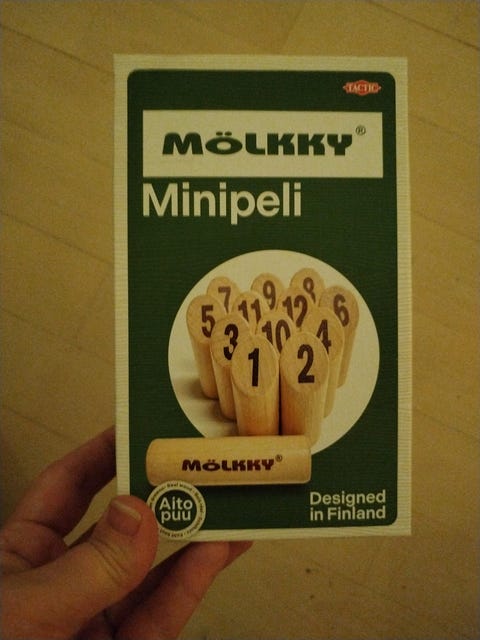 TACTIC
MÖLKKY®
Minipeli
7 9 8
5 11 12 6
3 10 4
1 2
MÖLKKY®
Aito
puu
Designed
in Finland